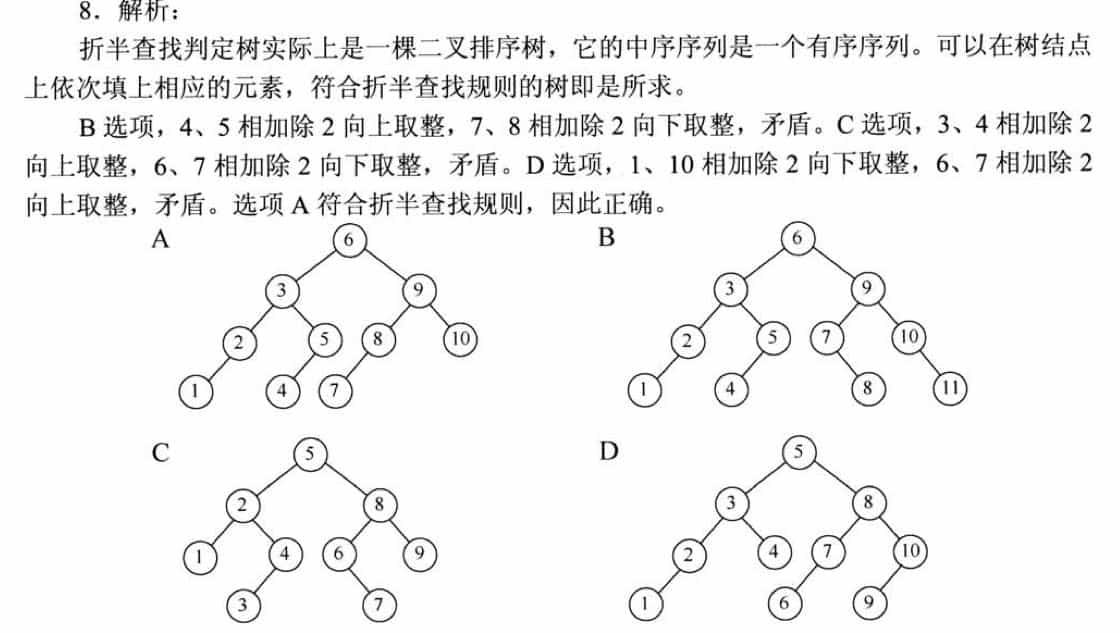 8．解析：
折半查找判定树实际上是一棵二叉排序树，它的中序序列是一个有序序列。可以在树结点
上依次填上相应的元素，符合折半查找规则的树即是所求。
B 选项，4、5 相加除 2 向上取整，7、8 相加除 2 向下取整，矛盾。C 选项，3、4 相加除 2
向上取整，6、7 相加除 2 向下取整，矛盾。D 选项，1、10 相加除 2 向下取整，6、7 相加除 2
向上取整，矛盾。选项 A 符合折半查找规则，因此正确。
A
6
3 9
2 5 8 10
1 4 7
B
6
3 9
2 5 7 10
1 4 8 11
C
5
2 8
1 4 6 9
3 7
D
5
3 8
2 4 7 10
1 6 9